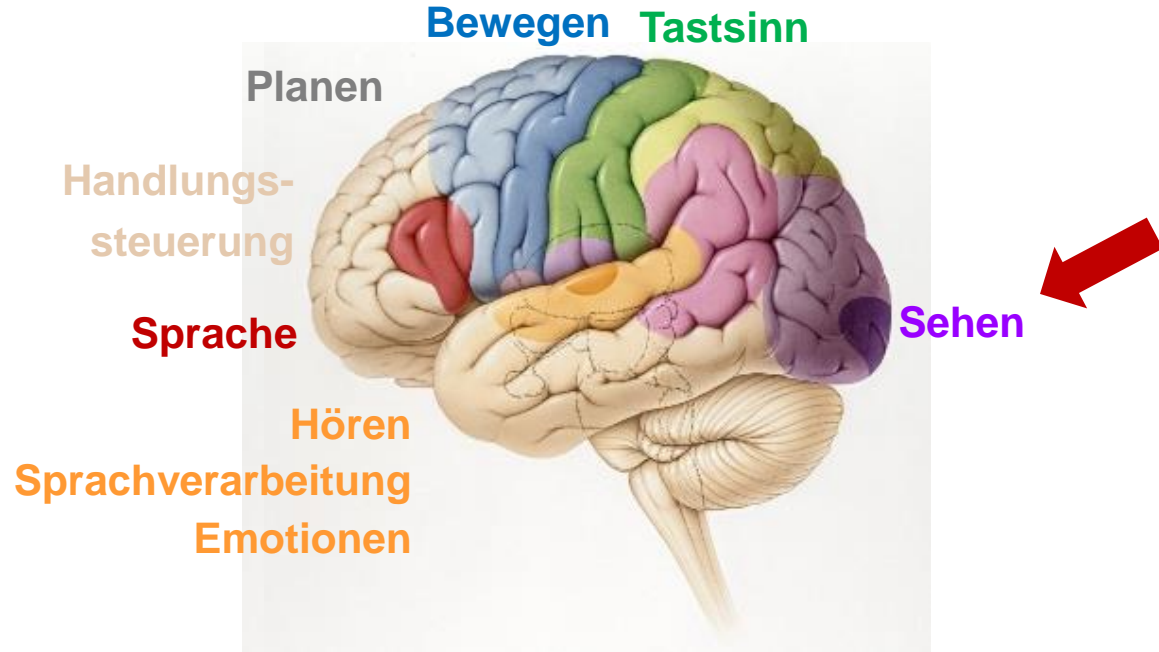 Bewegen Tastsinn
Planen
Handlungs-
steuerung
Sprache
Sehen
Hören
Sprachverarbeitung
Emotionen